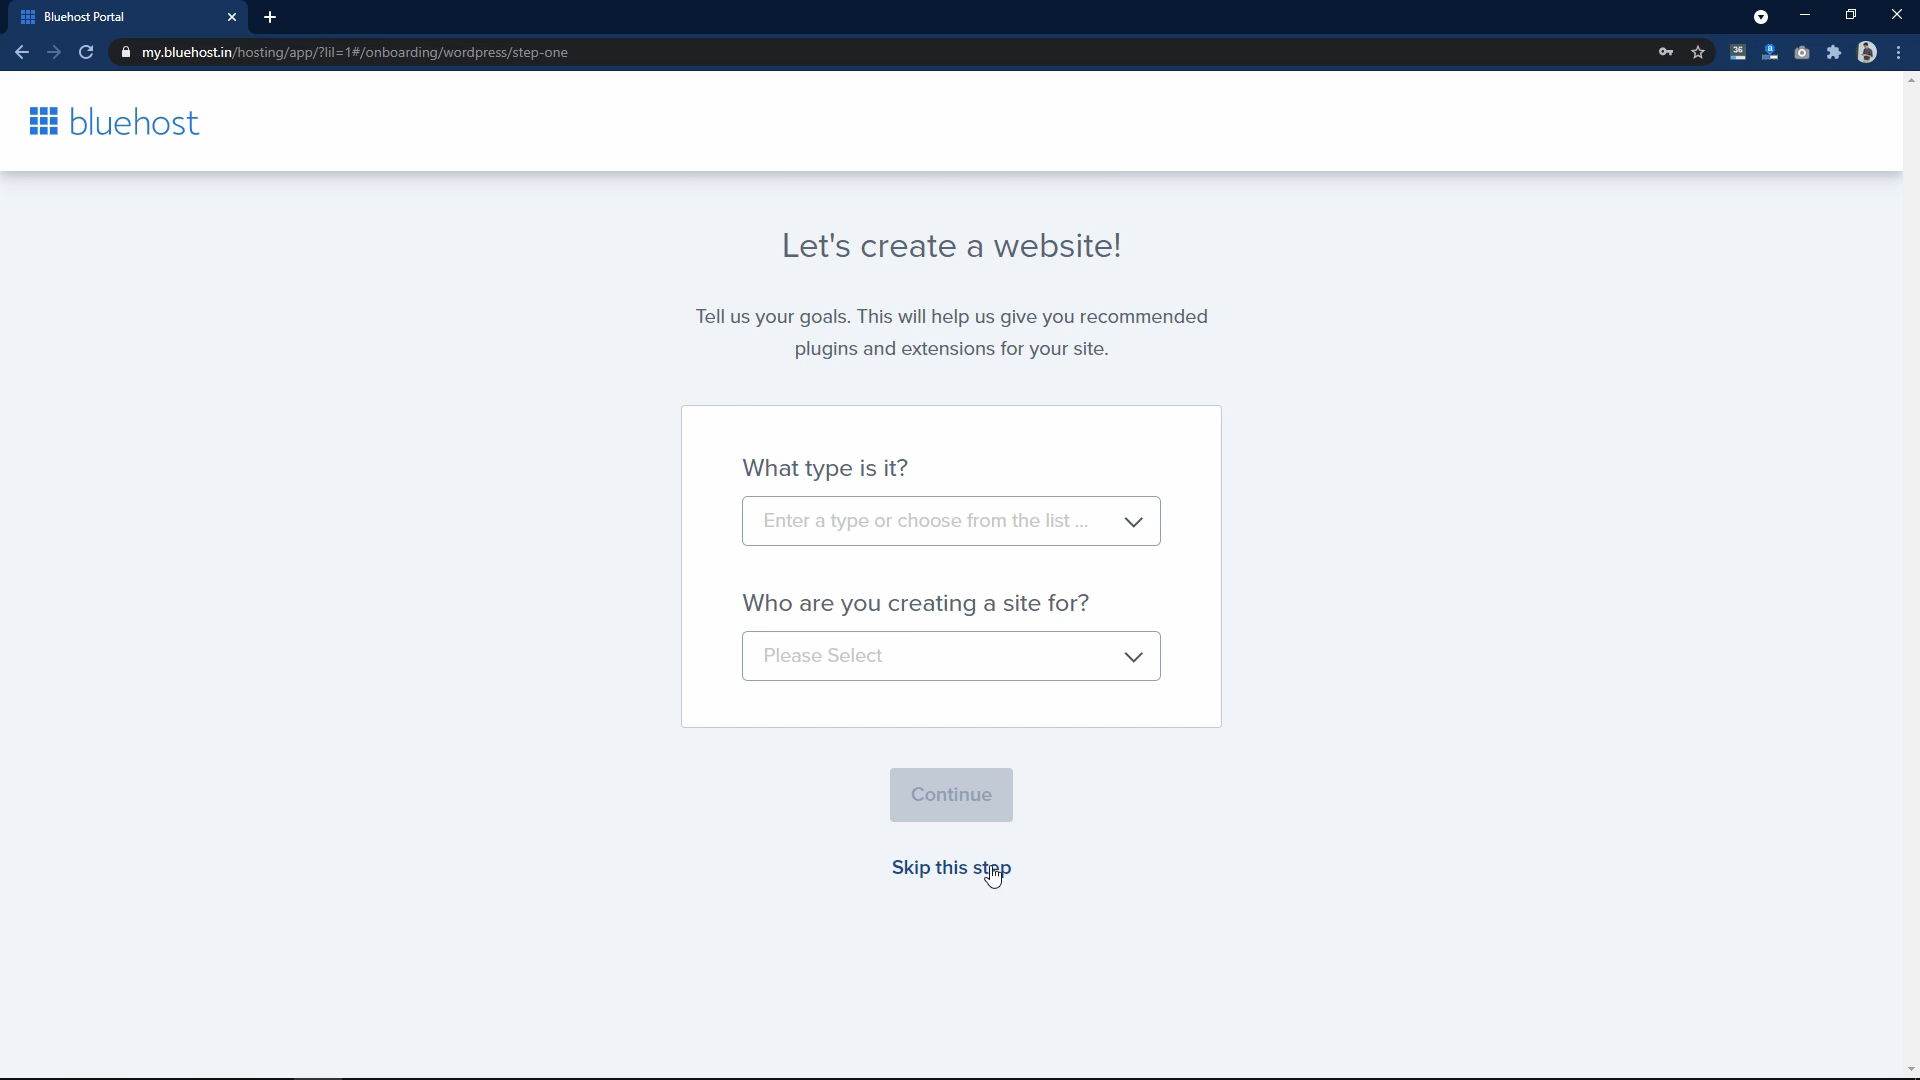 Bluehost Portal
my.bluehost.in/hosting/app/?lil=1#/onboarding/wordpress/step-one
36
a
bluehost
Let's create a website!
Tell us your goals. This will help us give you recommended
plugins and extensions for your site.
What type is it?
Enter a type or choose from the list ...
Who are you creating a site for?
Please Select
Continue
Skip this step